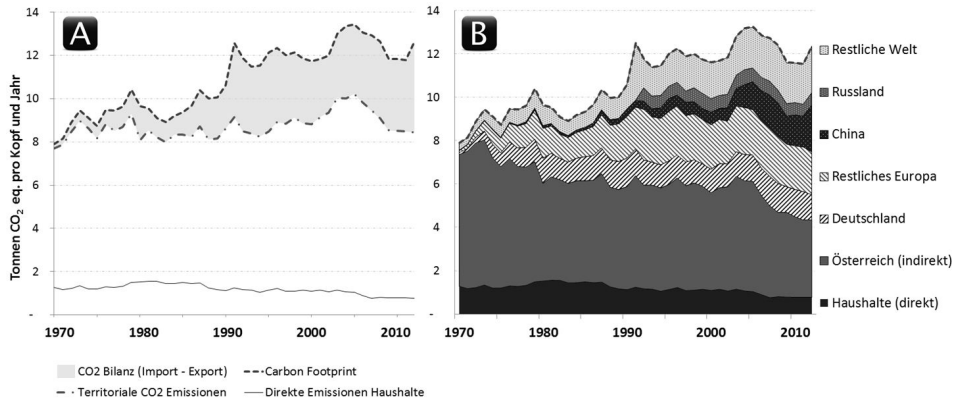 A
B
Tonnen CO₂ eq. pro Kopf und Jahr
14
12
10
8
6
4
2
-
1970 1980 1990 2000 2010
14
12
10
8
6
4
2
-
1970 1980 1990 2000 2010
Restliche Welt
Russland
China
Restliches Europa
Deutschland
Österreich (indirekt)
Haushalte (direkt)
CO2 Bilanz (Import - Export) Carbon Footprint
Territoriale CO2 Emissionen Direkte Emissionen Haushalte